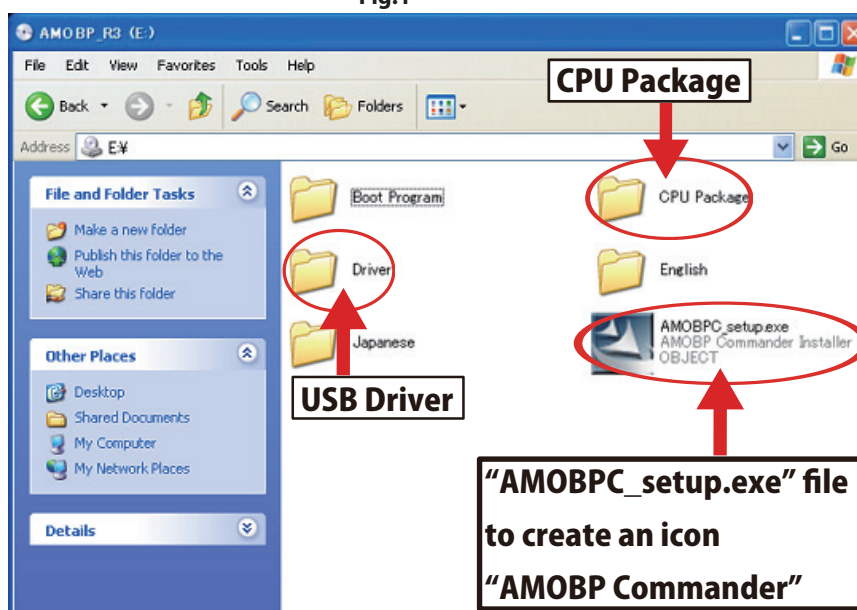 AMOBP_R3 (E:)
File Edit View Favorites Tools Help
CPU Package
Back Search Folders
Address E:¥ Go
File and Folder Tasks
Make a new folder
Publish this folder to the
Web
Share this folder
Boot Program
CPU Package
Driver
English
Japanese
AMOBPC_setup.exe
AMOBP Commander Installer
OBJECT
Other Places
Desktop
Shared Documents
My Computer
My Network Places
USB Driver
Details
“AMOBPC_setup.exe” file
to create an icon
“AMOBP Commander”